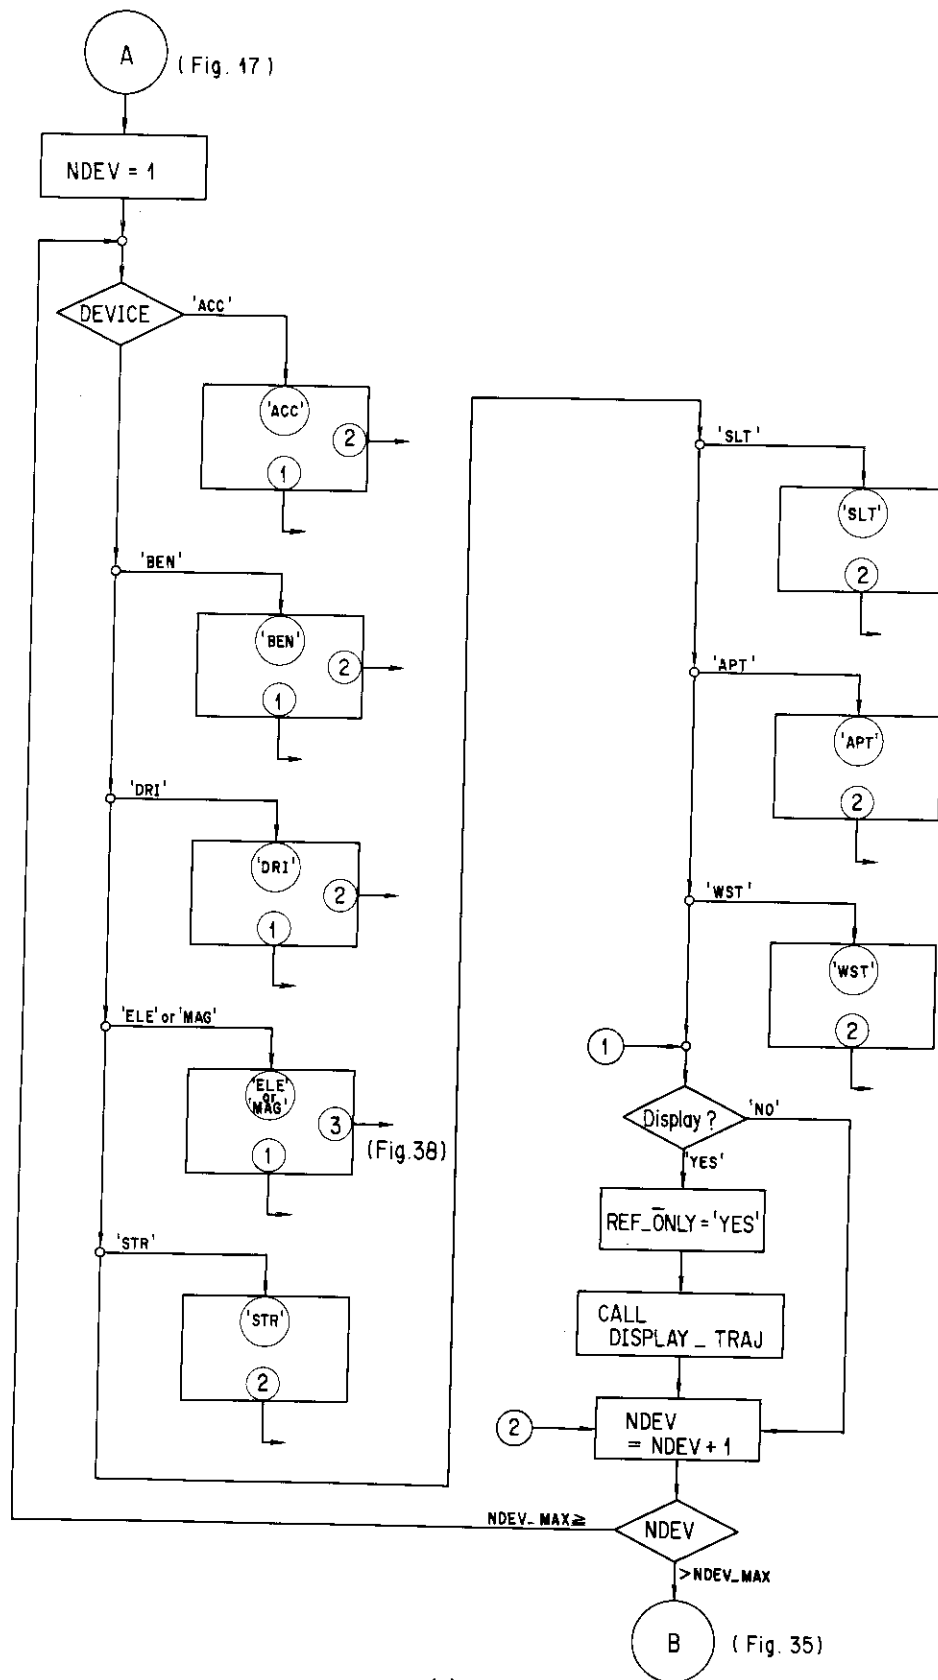 A
(Fig. 17)
NDEV = 1
DEVICE
'ACC'
'ACC'
2
1
'BEN'
'BEN'
2
1
'DRI'
'DRI'
2
1
'ELE' or 'MAG'
'ELE'
or
'MAG'
3
(Fig.38)
1
'STR'
'STR'
2
'SLT'
'SLT'
2
'APT'
'APT'
2
'WST'
'WST'
2
1
Display ?
'NO'
'YES'
REF_ONLY='YES'
CALL
DISPLAY_TRAJ
2
NDEV
= NDEV + 1
NDEV_MAX≧
NDEV
>NDEV_MAX
B
(Fig. 35)